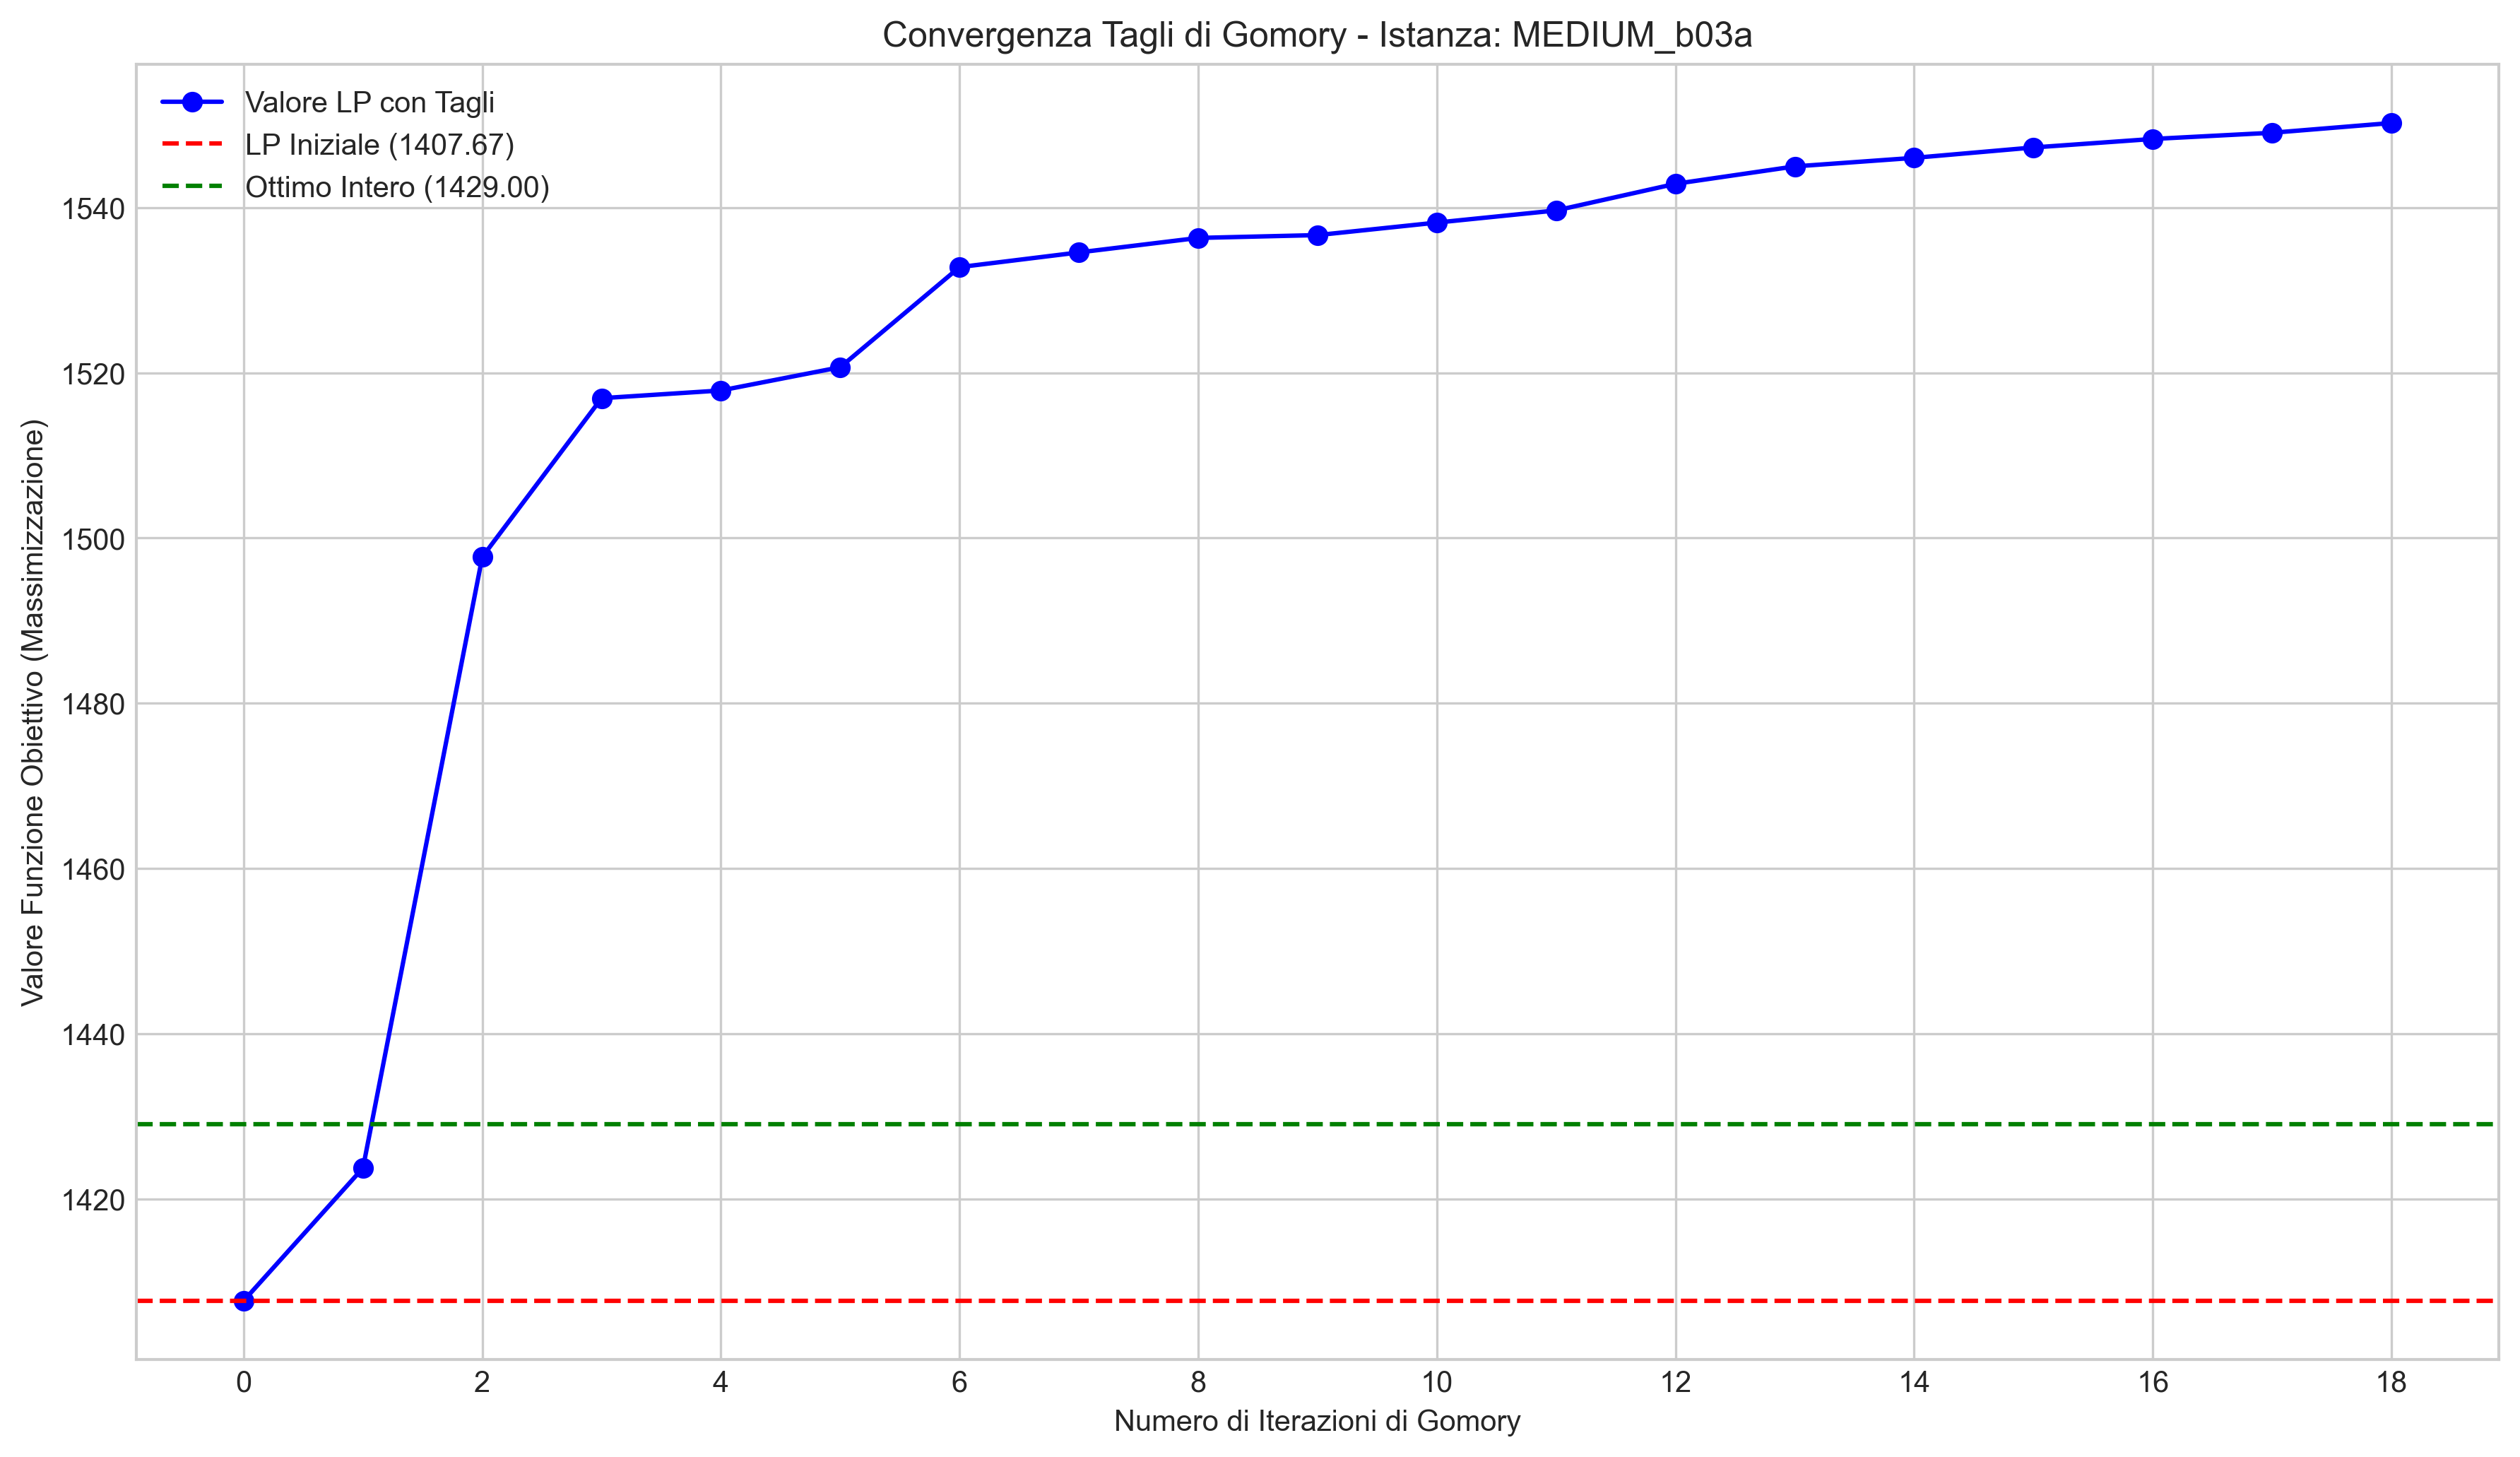 Convergenza Tagli di Gomory - Istanza: MEDIUM_b03a
Valore LP con Tagli
LP Iniziale (1407.67)
Ottimo Intero (1429.00)
Valore Funzione Obiettivo (Massimizzazione)
1540
1520
1500
1480
1460
1440
1420
0 2 4 6 8 10 12 14 16 18
Numero di Iterazioni di Gomory